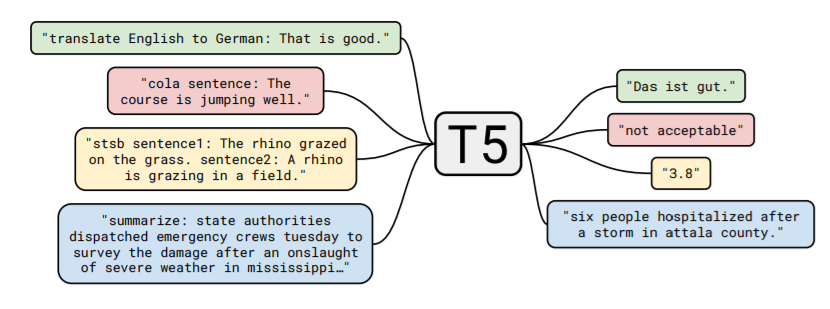 "translate English to German: That is good."
"cola sentence: The
course is jumping well."
"stsb sentence1: The rhino grazed
on the grass. sentence2: A rhino
is grazing in a field."
"summarize: state authorities
dispatched emergency crews tuesday to
survey the damage after an onslaught
of severe weather in mississippi…"
T5
"Das ist gut."
"not acceptable"
"3.8"
"six people hospitalized after
a storm in attala county."